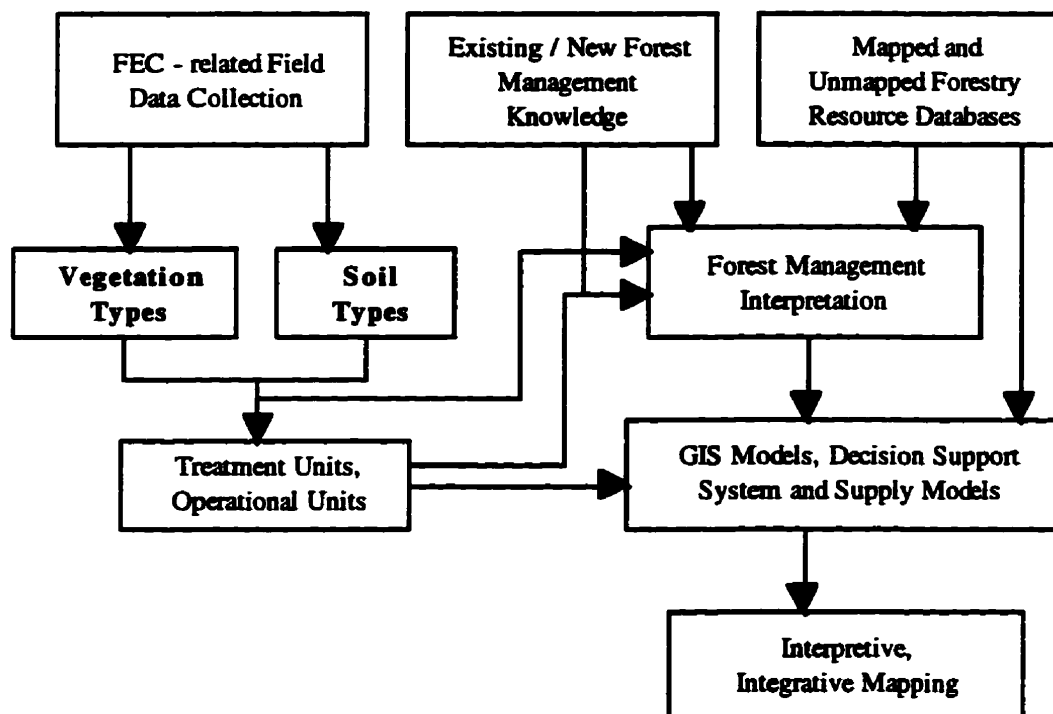 FEC - related Field
Data Collection
Existing / New Forest
Management
Knowledge
Mapped and
Unmapped Forestry
Resource Databases
Vegetation
Types
Soil
Types
Forest Management
Interpretation
Treatment Units,
Operational Units
GIS Models, Decision Support
System and Supply Models
Interpretive,
Integrative Mapping